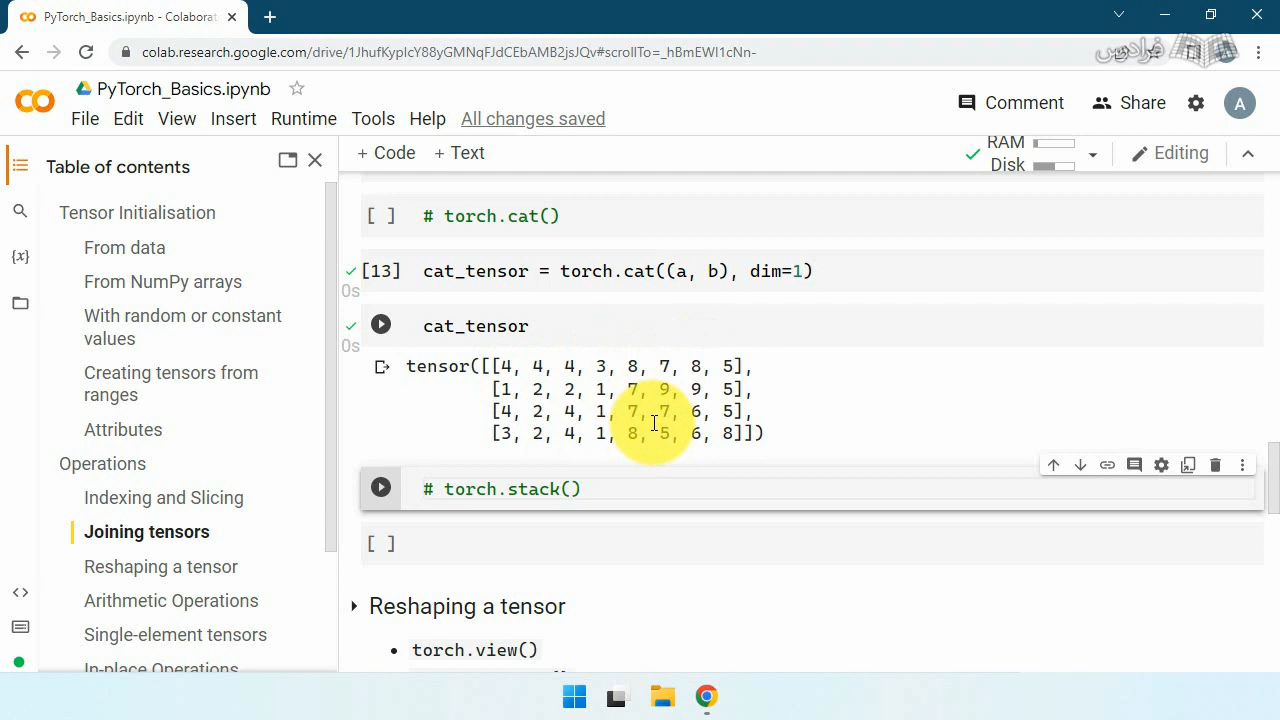 PyTorch_Basics.ipynb - Colaborat
colab.research.google.com/drive/1JhufKypIcY88yGMNqFJdCEbAMB2jsJQv#scrollTo=_hBmEWI1cNn-
فرادرس
PyTorch_Basics.ipynb
File Edit View Insert Runtime Tools Help All changes saved
Comment
Share
A
Table of contents
+ Code + Text
RAM
Disk
Editing
Tensor Initialisation
From data
From NumPy arrays
With random or constant
values
Creating tensors from
ranges
Attributes
Operations
Indexing and Slicing
Joining tensors
Reshaping a tensor
Arithmetic Operations
Single-element tensors
In-place Operations
[ ] # torch.cat()
[13] cat_tensor = torch.cat((a, b), dim=1)
0s
cat_tensor
0s
tensor([[4, 4, 4, 3, 8, 7, 8, 5],
[1, 2, 2, 1, 7, 9, 9, 5],
[4, 2, 4, 1, 7, 7, 6, 5],
[3, 2, 4, 1, 8, 5, 6, 8]])
# torch.stack()
[ ]
Reshaping a tensor
• torch.view()